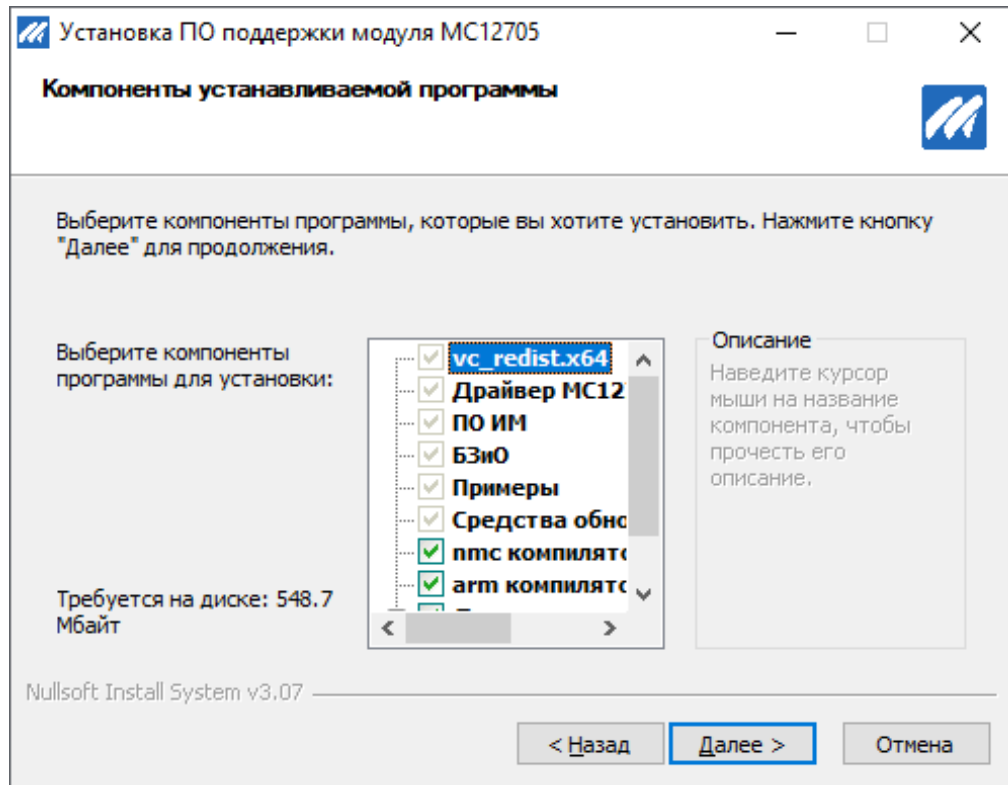 Установка ПО поддержки модуля МС12705
Компоненты устанавливаемой программы
Выберите компоненты программы, которые вы хотите установить. Нажмите кнопку
"Далее" для продолжения.
Выберите компоненты
программы для установки:
vc_redist.x64
Драйвер МС12
ПО ИМ
БЗиО
Примеры
Средства обно
nmc компилято
arm компилято
Описание
Наведите курсор
мыши на название
компонента, чтобы
прочесть его
описание.
Требуется на диске: 548.7
Мбайт
Nullsoft Install System v3.07
< Назад
Далее >
Отмена